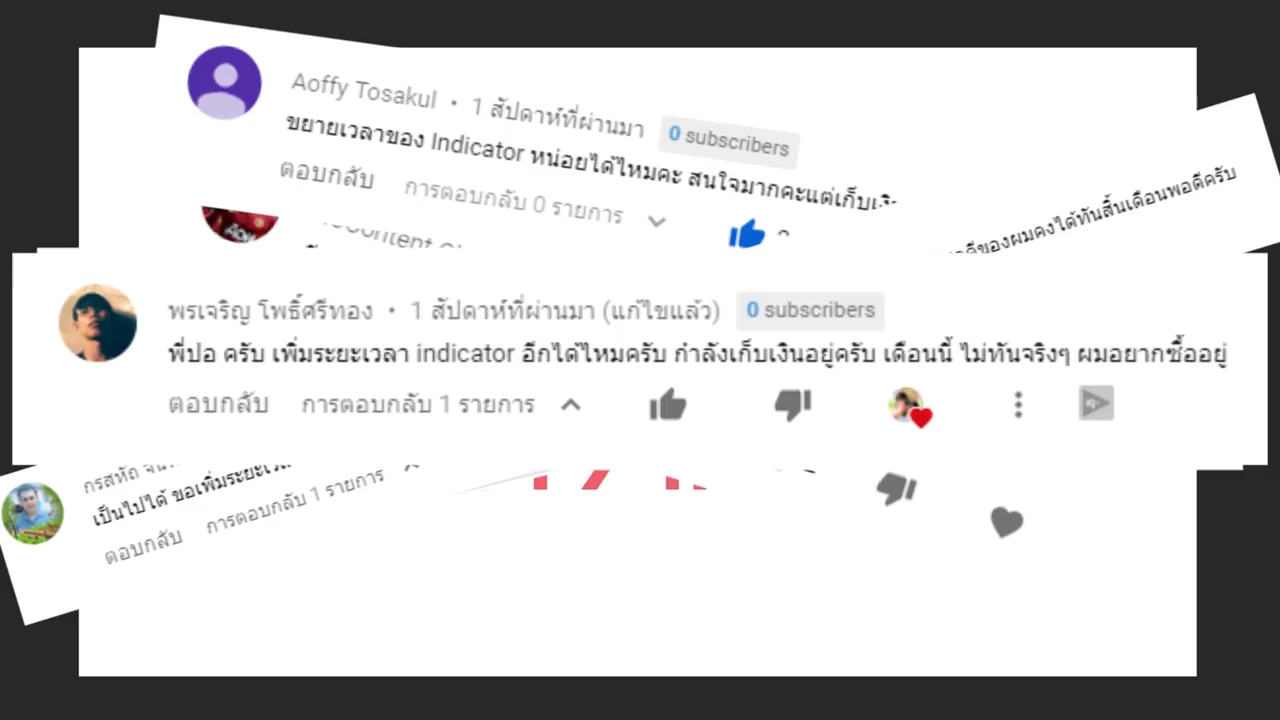 Aoffy Tosakul • 1 สัปดาห์ที่ผ่านมา 0 subscribers
ขยายเวลาของ Indicator หน่อยได้ไหมคะ สนใจมากคะแต่เก็บเงิน
ตอบกลับ การตอบกลับ 0 รายการ
ของผมคงได้ทันสิ้นเดือนพอดีครับ
พรเจริญ โพธิ์ศรีทอง • 1 สัปดาห์ที่ผ่านมา (แก้ไขแล้ว) 0 subscribers
พี่ปอ ครับ เพิ่มระยะเวลา indicator อีกได้ไหมครับ กำลังเก็บเงินอยู่ครับ เดือนนี้ ไม่ทันจริงๆ ผมอยากซื้ออยู่
ตอบกลับ การตอบกลับ 1 รายการ
กรสหัถ
เป็นไปได้ ขอเพิ่มระยะเวลา
ตอบกลับ การตอบกลับ 1 รายการ